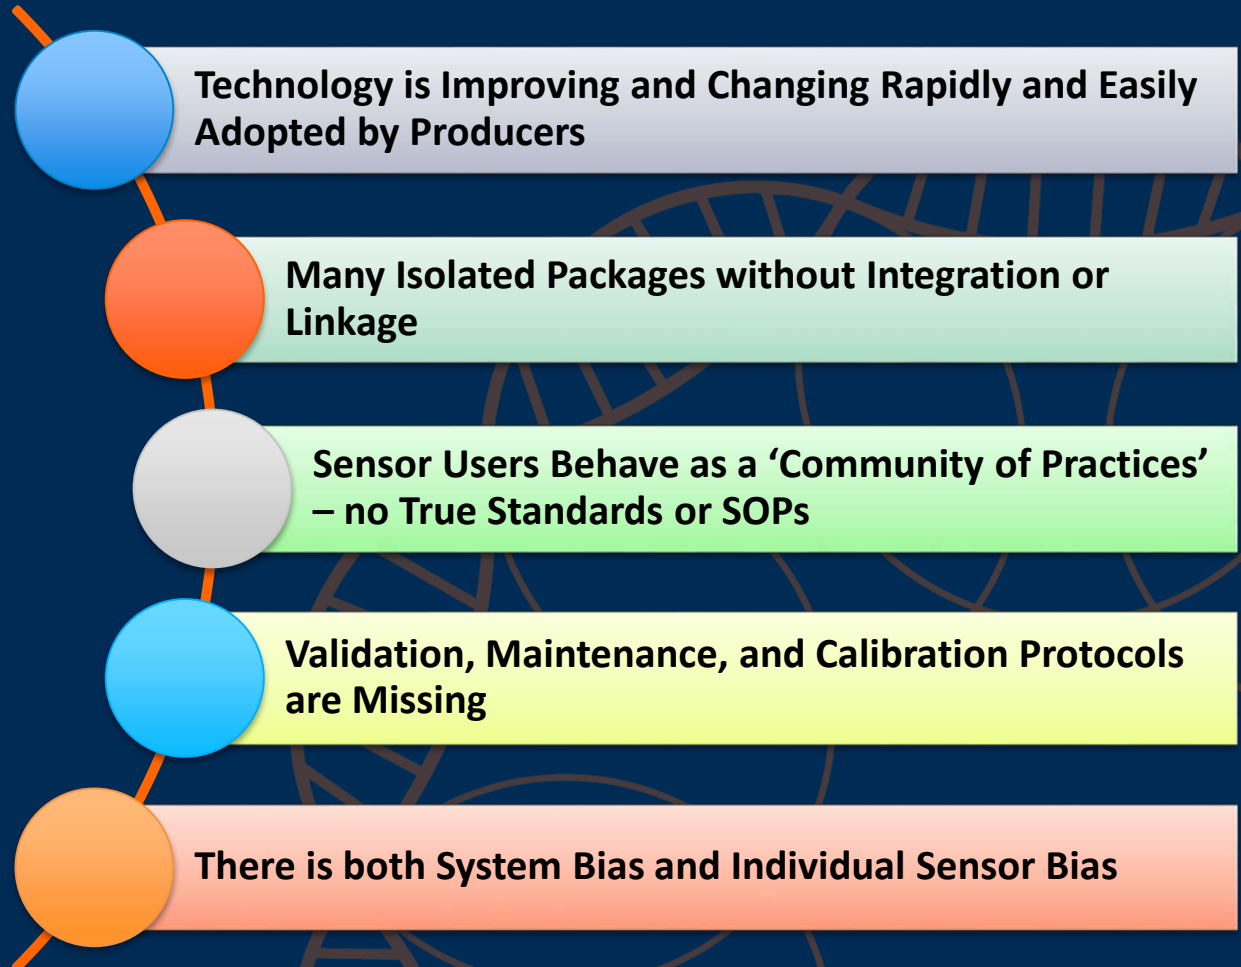 Technology is Improving and Changing Rapidly and Easily
Adopted by Producers
Many Isolated Packages without Integration or
Linkage
Sensor Users Behave as a ‘Community of Practices’
– no True Standards or SOPs
Validation, Maintenance, and Calibration Protocols
are Missing
There is both System Bias and Individual Sensor Bias